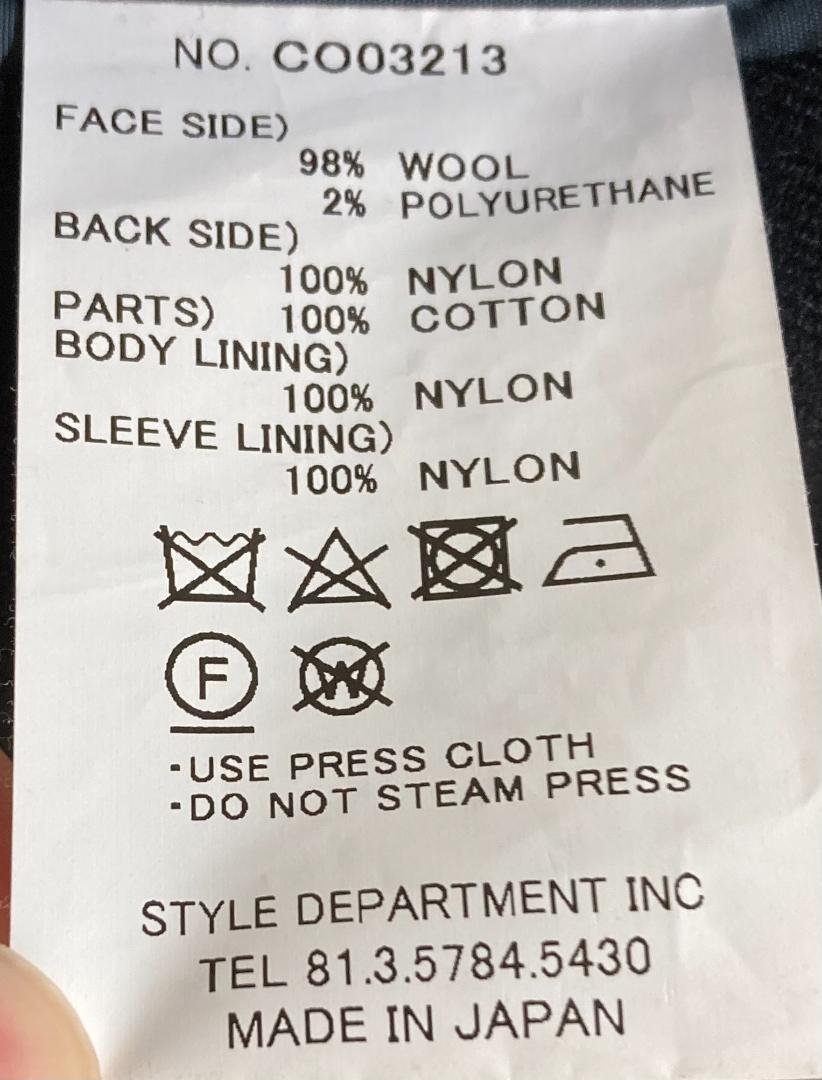 NO. CO03213
FACE SIDE)
98% WOOL
2% POLYURETHANE
BACK SIDE)
100% NYLON
PARTS) 100% COTTON
BODY LINING)
100% NYLON
SLEEVE LINING)
100% NYLON
F W
·USE PRESS CLOTH
·DO NOT STEAM PRESS
STYLE DEPARTMENT INC
TEL 81.3.5784.5430
MADE IN JAPAN